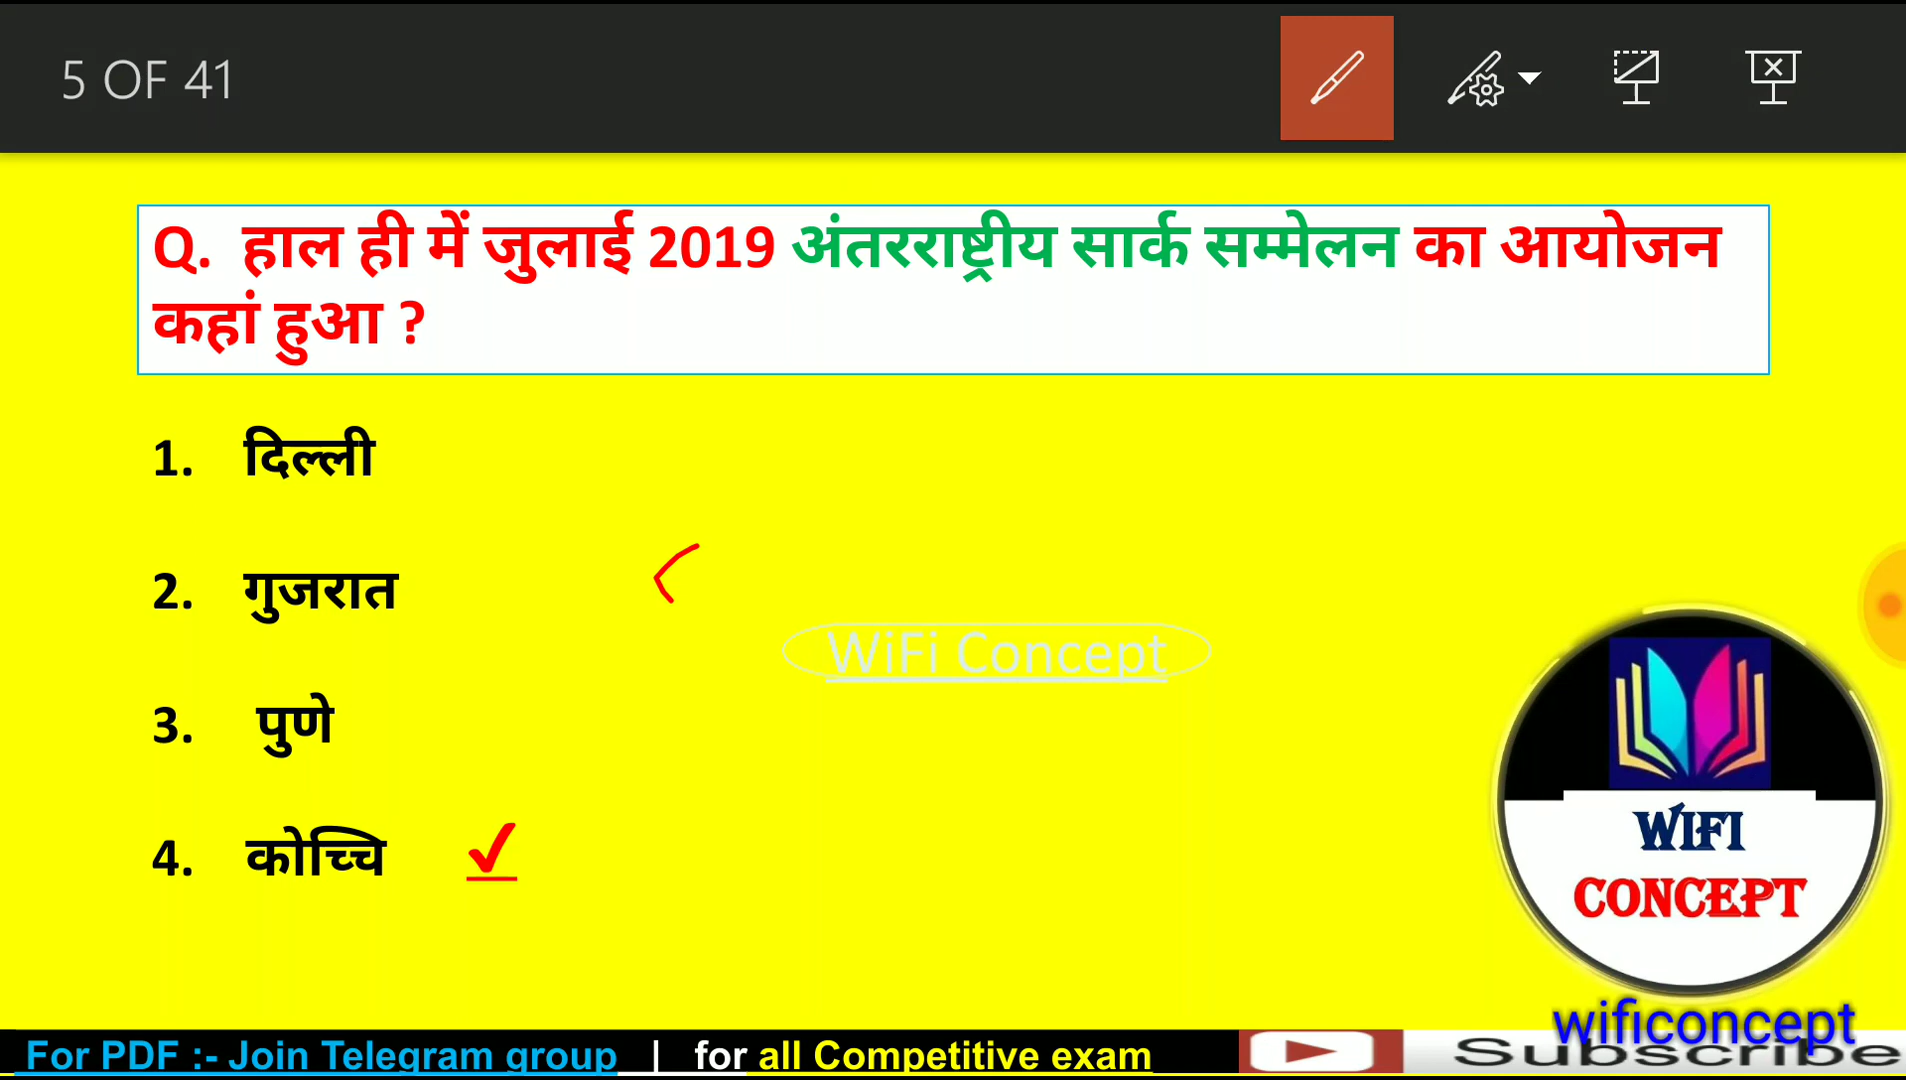 5 OF 41
Q. हाल ही में जुलाई 2019 अंतरराष्ट्रीय सार्क सम्मेलन का आयोजन
कहां हुआ ?
1. दिल्ली
2. गुजरात
WiFi Concept
3. पुणे
4. कोच्चि
WIFI
CONCEPT
wificoncept
For PDF :- Join Telegram group | for all Competitive exam
Subscribe